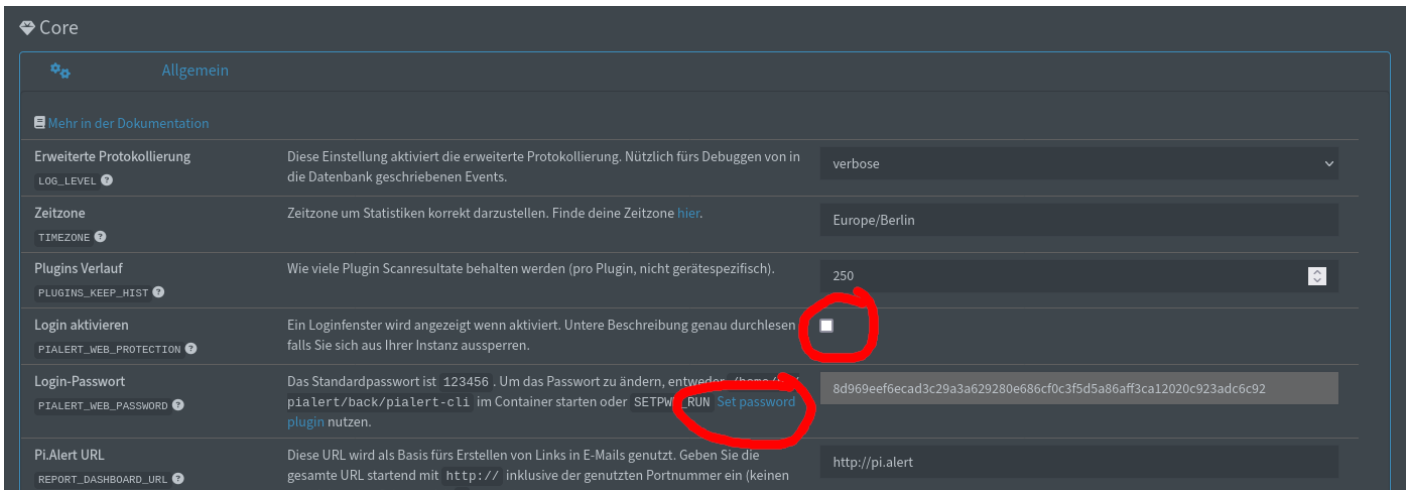 Core
Allgemein
Mehr in der Dokumentation
Erweiterte Protokollierung
LOG_LEVEL
Diese Einstellung aktiviert die erweiterte Protokollierung. Nützlich fürs Debuggen von in
die Datenbank geschriebenen Events.
verbose
Zeitzone
TIMEZONE
Zeitzone um Statistiken korrekt darzustellen. Finde deine Zeitzone hier.
Europe/Berlin
Plugins Verlauf
PLUGINS_KEEP_HIST
Wie viele Plugin Scanresultate behalten werden (pro Plugin, nicht gerätespezifisch).
250
Login aktivieren
PIALERT_WEB_PROTECTION
Ein Loginfenster wird angezeigt wenn aktiviert. Untere Beschreibung genau durchlesen
falls Sie sich aus Ihrer Instanz aussperren.
Login-Passwort
PIALERT_WEB_PASSWORD
Das Standardpasswort ist 123456. Um das Passwort zu ändern, entweder
pialert/back/pialert-cli im Container starten oder Set password
plugin nutzen.
8d969eef6ecad3c29a3a629280e686cf0c3f5d5a86aff3ca12020c923adc6c92
Pi.Alert URL
REPORT_DASHBOARD_URL
Diese URL wird als Basis fürs Erstellen von Links in E-Mails genutzt. Geben Sie die
gesamte URL startend mit http:// inklusive der genutzten Portnummer ein (keinen
http://pi.alert